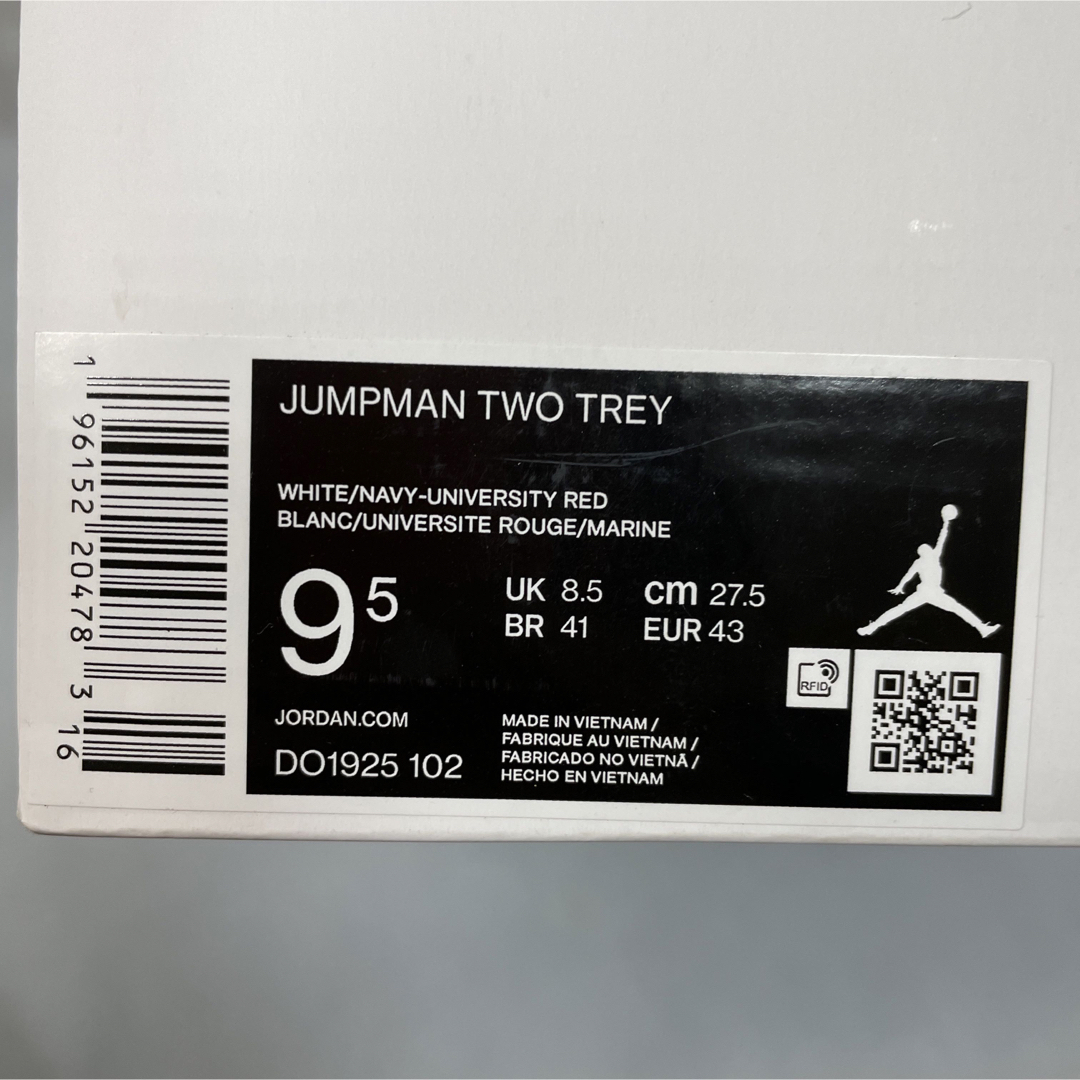 JUMPMAN TWO TREY
WHITE/NAVY-UNIVERSITY RED
BLANC/UNIVERSITE ROUGE/MARINE
9⁵
UK 8.5 cm 27.5
BR 41 EUR 43
RFID
JORDAN.COM
DO1925 102
MADE IN VIETNAM /
FABRIQUE AU VIETNAM /
FABRICADO NO VIETNÃ /
HECHO EN VIETNAM
1 96152 20478 3 16